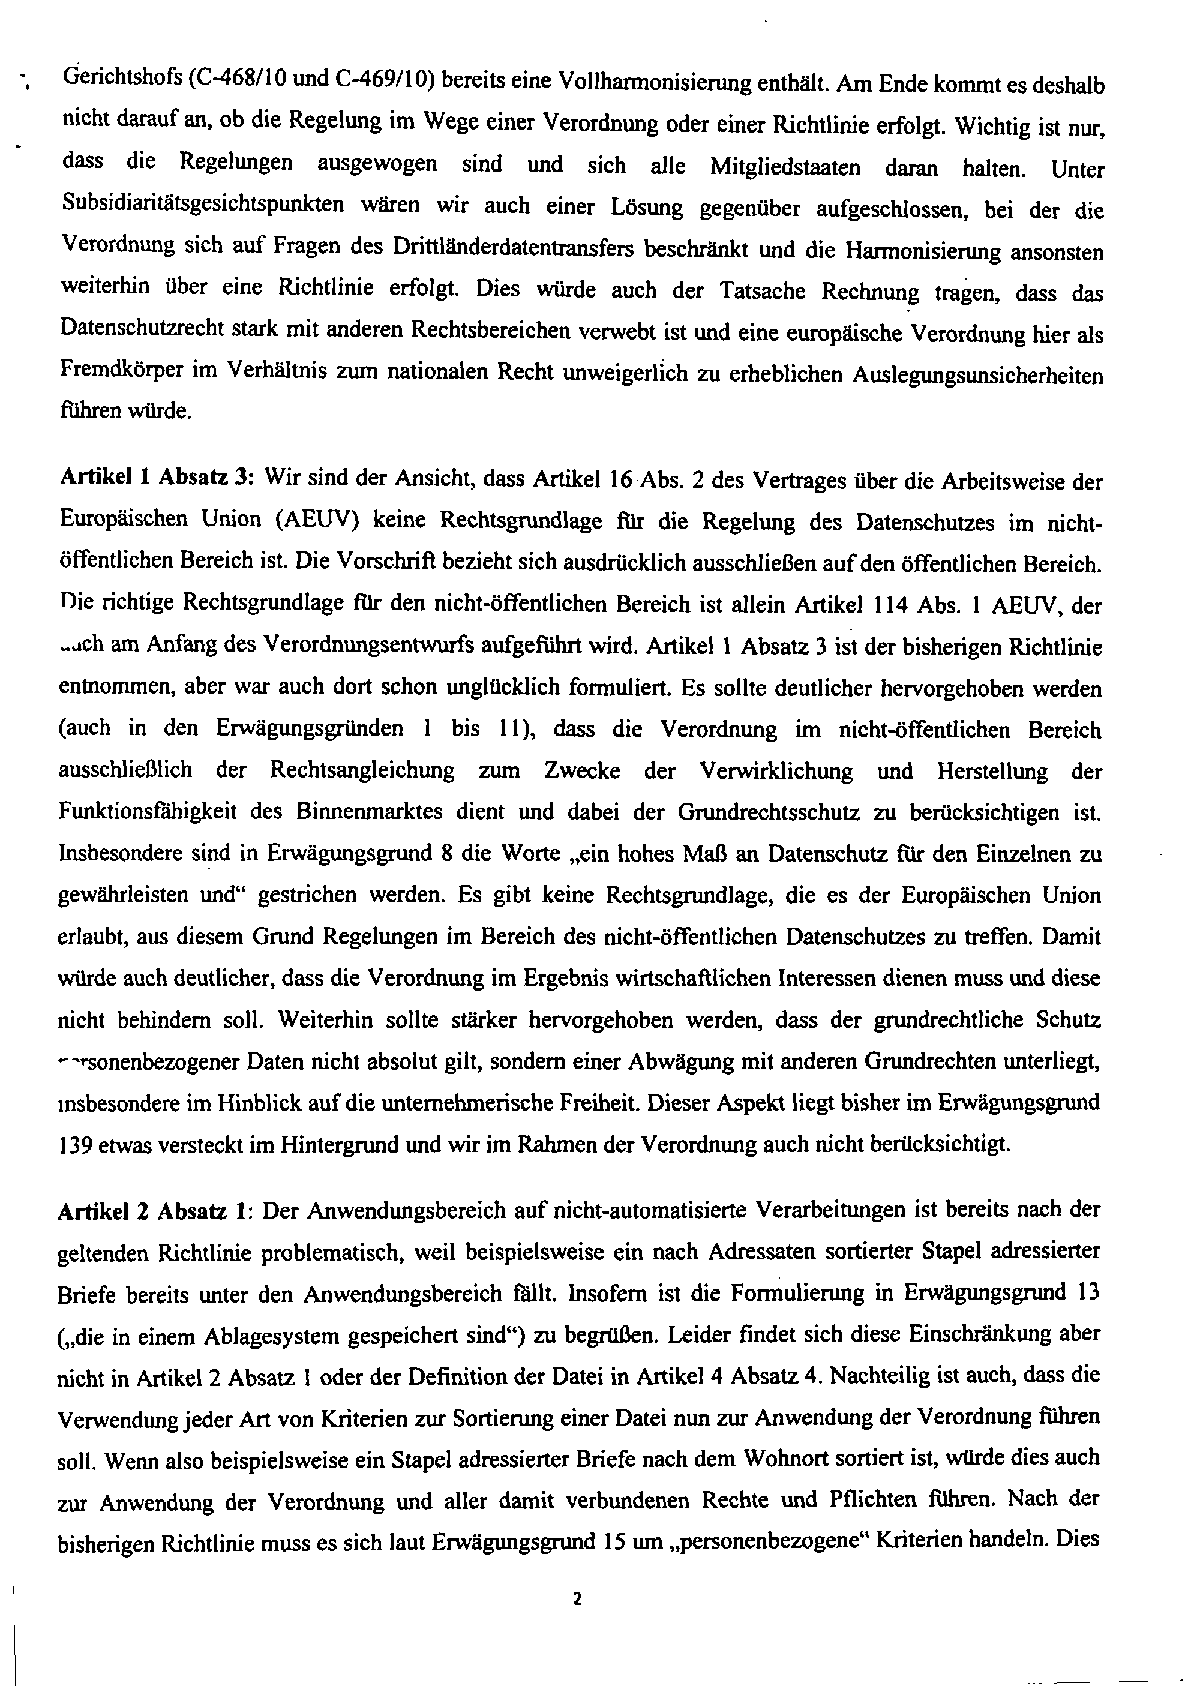 Gerichtshofs (C-468/10 und C-469/10) bereits eine Vollharmonisierung enthält. Am Ende kommt es deshalb
nicht darauf an, ob die Regelung im Wege einer Verordnung oder einer Richtlinie erfolgt. Wichtig ist nur,
dass die Regelungen ausgewogen sind und sich alle Mitgliedstaaten daran halten. Unter
Subsidiaritätsgesichtspunkten wären wir auch einer Lösung gegenüber aufgeschlossen, bei der die
Verordnung sich auf Fragen des Drittländerdatentransfers beschränkt und die Harmonisierung ansonsten
weiterhin über eine Richtlinie erfolgt. Dies würde auch der Tatsache Rechnung tragen, dass das
Datenschutzrecht stark mit anderen Rechtsbereichen verwebt ist und eine europäische Verordnung hier als
Fremdkörper im Verhältnis zum nationalen Recht unweigerlich zu erheblichen Auslegungsunsicherheiten
führen würde.
Artikel 1 Absatz 3: Wir sind der Ansicht, dass Artikel 16 Abs. 2 des Vertrages über die Arbeitsweise der
Europäischen Union (AEUV) keine Rechtsgrundlage für die Regelung des Datenschutzes im nicht-
öffentlichen Bereich ist. Die Vorschrift bezieht sich ausdrücklich ausschließen auf den öffentlichen Bereich.
Die richtige Rechtsgrundlage für den nicht-öffentlichen Bereich ist allein Artikel 114 Abs. 1 AEUV, der
auch am Anfang des Verordnungsentwurfs aufgeführt wird. Artikel 1 Absatz 3 ist der bisherigen Richtlinie
entnommen, aber war auch dort schon unglücklich formuliert. Es sollte deutlicher hervorgehoben werden
(auch in den Erwägungsgründen 1 bis 11), dass die Verordnung im nicht-öffentlichen Bereich
ausschließlich der Rechtsangleichung zum Zwecke der Verwirklichung und Herstellung der
Funktionsfähigkeit des Binnenmarktes dient und dabei der Grundrechtsschutz zu berücksichtigen ist.
Insbesondere sind in Erwägungsgrund 8 die Worte „ein hohes Maß an Datenschutz für den Einzelnen zu
gewährleisten und“ gestrichen werden. Es gibt keine Rechtsgrundlage, die es der Europäischen Union
erlaubt, aus diesem Grund Regelungen im Bereich des nicht-öffentlichen Datenschutzes zu treffen. Damit
würde auch deutlicher, dass die Verordnung im Ergebnis wirtschaftlichen Interessen dienen muss und diese
nicht behindern soll. Weiterhin sollte stärker hervorgehoben werden, dass der grundrechtliche Schutz
personenbezogener Daten nicht absolut gilt, sondern einer Abwägung mit anderen Grundrechten unterliegt,
insbesondere im Hinblick auf die unternehmerische Freiheit. Dieser Aspekt liegt bisher im Erwägungsgrund
139 etwas versteckt im Hintergrund und wir im Rahmen der Verordnung auch nicht berücksichtigt.
Artikel 2 Absatz 1: Der Anwendungsbereich auf nicht-automatisierte Verarbeitungen ist bereits nach der
geltenden Richtlinie problematisch, weil beispielsweise ein nach Adressaten sortierter Stapel adressierter
Briefe bereits unter den Anwendungsbereich fällt. Insofern ist die Formulierung in Erwägungsgrund 13
(„die in einem Ablagesystem gespeichert sind“) zu begrüßen. Leider findet sich diese Einschränkung aber
nicht in Artikel 2 Absatz 1 oder der Definition der Datei in Artikel 4 Absatz 4. Nachteilig ist auch, dass die
Verwendung jeder Art von Kriterien zur Sortierung einer Datei nun zur Anwendung der Verordnung führen
soll. Wenn also beispielsweise ein Stapel adressierter Briefe nach dem Wohnort sortiert ist, würde dies auch
zur Anwendung der Verordnung und aller damit verbundenen Rechte und Pflichten führen. Nach der
bisherigen Richtlinie muss es sich laut Erwägungsgrund 15 um „personenbezogene“ Kriterien handeln. Dies
2